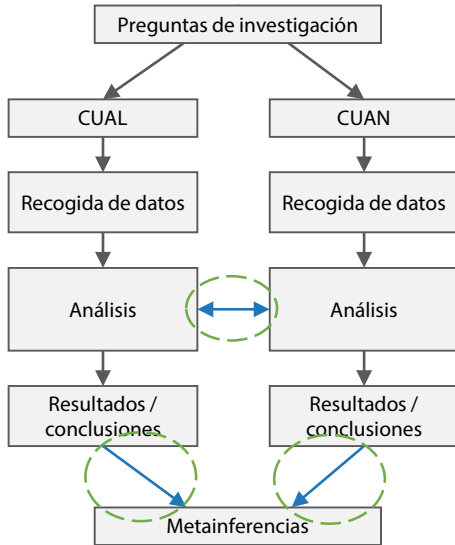 Preguntas de investigación
CUAL
CUAN
Recogida de datos
Recogida de datos
Análisis
Análisis
Resultados /
conclusiones
Resultados /
conclusiones
Metainferencias